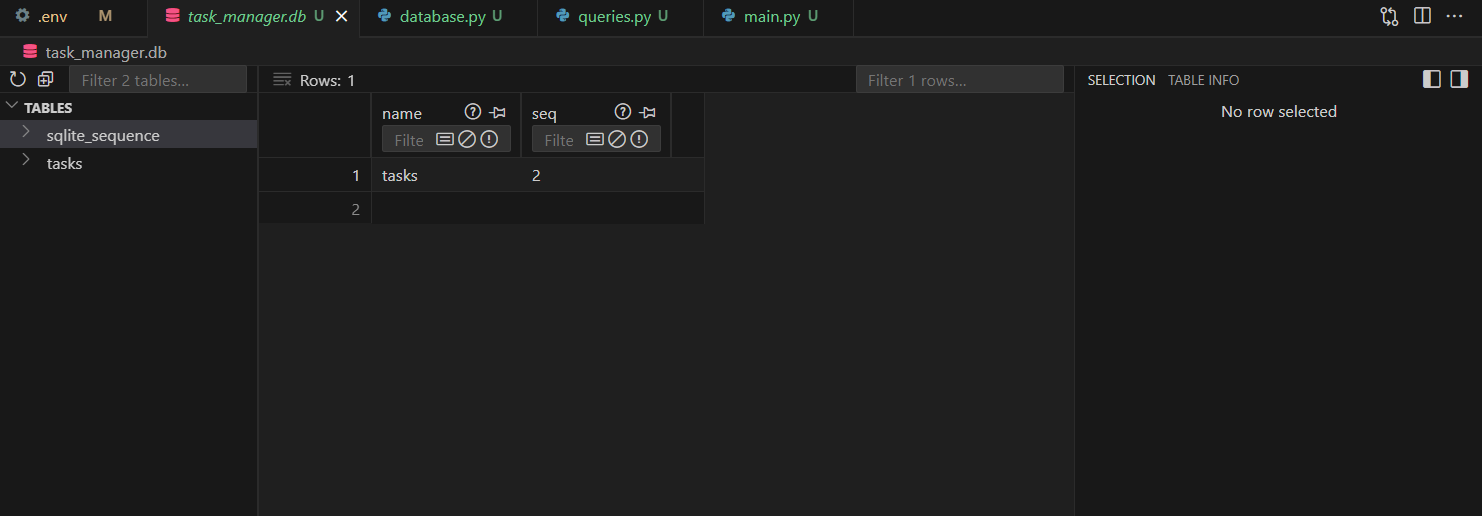 .env M task_manager.db U database.py U queries.py U main.py U
task_manager.db
Filter 2 tables... Rows: 1 Filter 1 rows... SELECTION TABLE INFO
TABLES name seq No row selected
sqlite_sequence Filte Filte
tasks
1 tasks 2
2